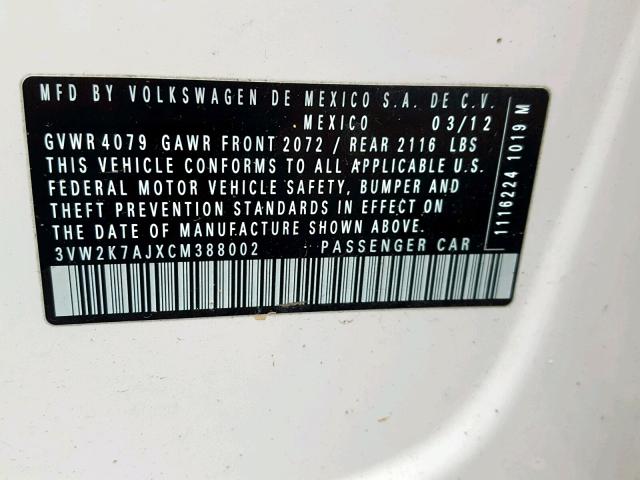 MFD BY VOLKSWAGEN DE MEXICO S.A. DE C.V.
MEXICO 03/12
GVWR 4079 GAWR FRONT 2072 / REAR 2116 LBS
THIS VEHICLE CONFORMS TO ALL APPLICABLE U.S.
FEDERAL MOTOR VEHICLE SAFETY, BUMPER AND
THEFT PREVENTION STANDARDS IN EFFECT ON
THE DATE OF MANUFACTURE SHOWN ABOVE.
3VW2K7AJXCM388002 PASSENGER CAR
1116224 1019 M